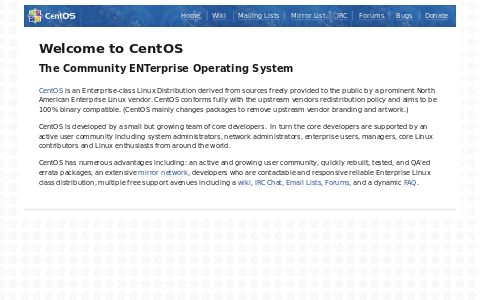 CentOS
Home Wiki Mailing Lists Mirror List IRC Forums Bugs Donate
Welcome to CentOS
The Community ENTerprise Operating System
CentOS is an Enterprise-class Linux Distribution derived from sources freely provided to the public by a prominent North
American Enterprise Linux vendor. CentOS conforms fully with the upstream vendors redistribution policy and aims to be
100% binary compatible. (CentOS mainly changes packages to remove upstream vendor branding and artwork.)
CentOS is developed by a small but growing team of core developers. In turn the core developers are supported by an
active user community including system administrators, network administrators, enterprise users, managers, core Linux
contributors and Linux enthusiasts from around the world.
CentOS has numerous advantages including: an active and growing user community, quickly rebuilt, tested, and QA'ed
errata packages, an extensive mirror network, developers who are contactable and responsive reliable Enterprise Linux
class distribution, multiple free support avenues including a wiki, IRC Chat, Email Lists, Forums, and a dynamic FAQ.